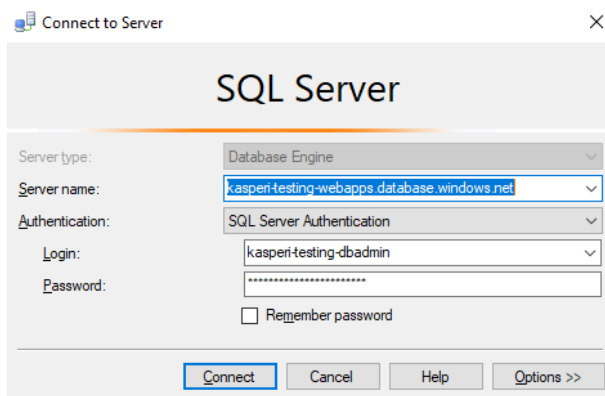 Connect to Server
SQL Server
Server type: Database Engine
Server name: kasperi-testing-webapps.database.windows.net
Authentication: SQL Server Authentication
Login: kasperi-testing-dbadmin
Password: ***********************
Remember password
Connect Cancel Help Options >>